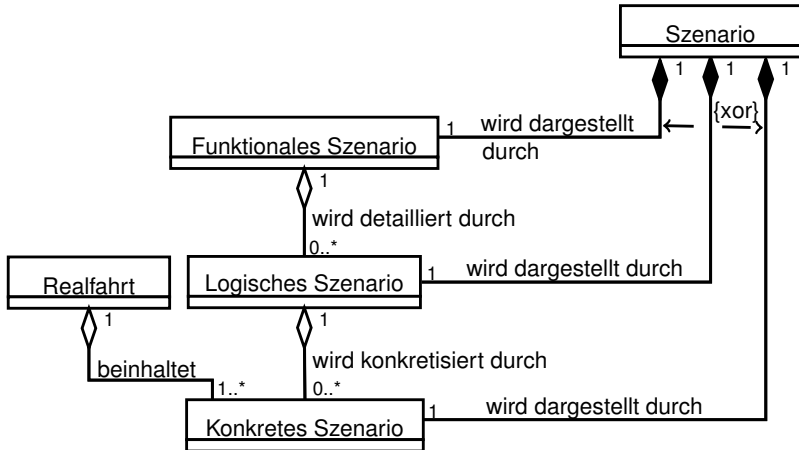 Szenario
1 1 1
{xor}
Funktionales Szenario
1 wird dargestellt
durch
1
wird detailliert durch
0..*
Realfahrt
Logisches Szenario
1 wird dargestellt durch
1
1
beinhaltet
wird konkretisiert durch
1..*
0..*
Konkretes Szenario
1 wird dargestellt durch